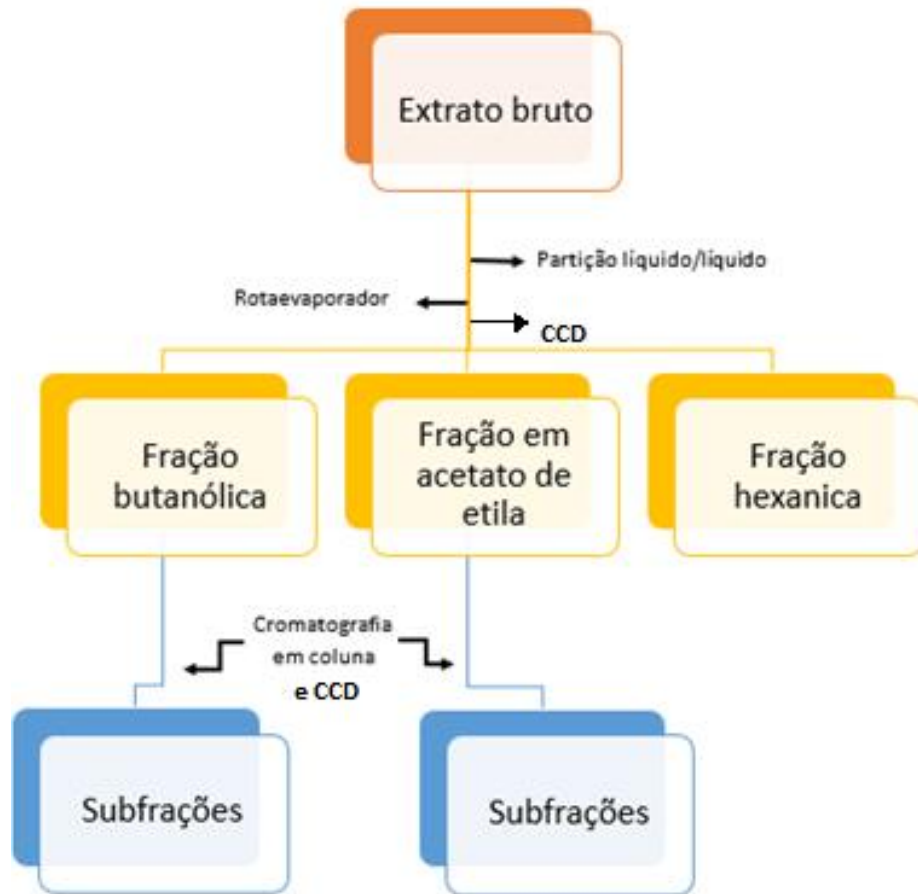 Extrato bruto
Partição líquido/líquido
Rotaevaporador
CCD
Fração
butanólica
Fração em
acetato de
etila
Fração
hexanica
Cromatografia
em coluna
e CCD
Subfrações
Subfrações